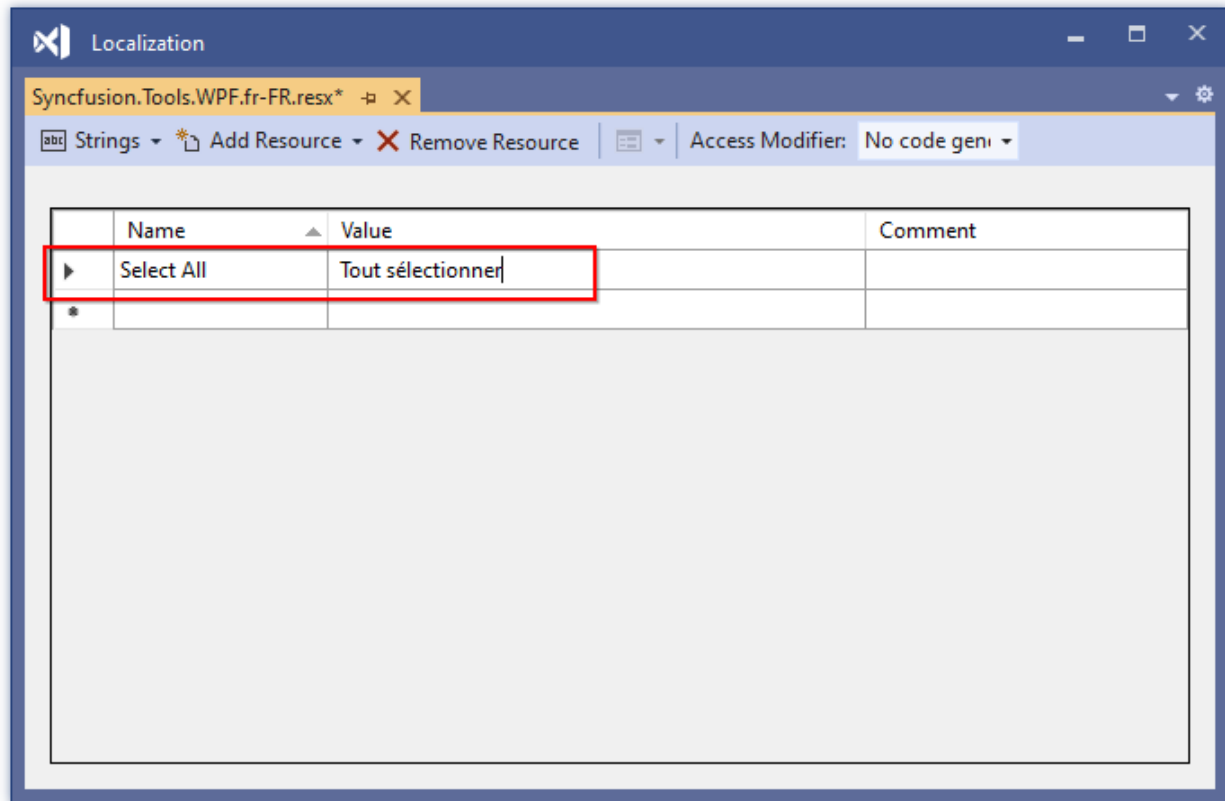 Localization
Syncfusion.Tools.WPF.fr-FR.resx*
abc Strings Add Resource Remove Resource Access Modifier: No code gen
Name Value Comment
Select All Tout sélectionner